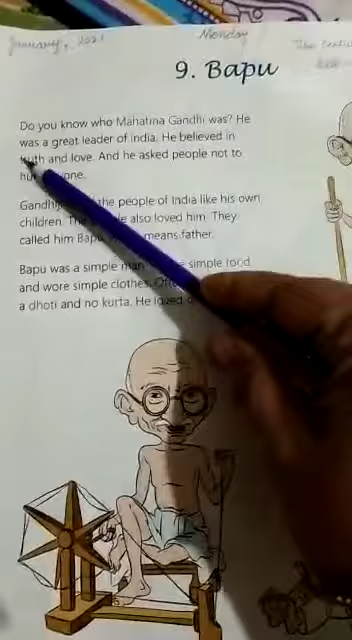 January, 2021 Monday
9. Bapu
Do you know who Mahatma Gandhi was? He
was a great leader of india. He believed in
truth and love. And he asked people not to
the people of India like his own
children. also loved him. They
called him Bapu means father.
Bapu was a simple man simple food
and wore simple clothes.
a dhoti and no kurta. He loved